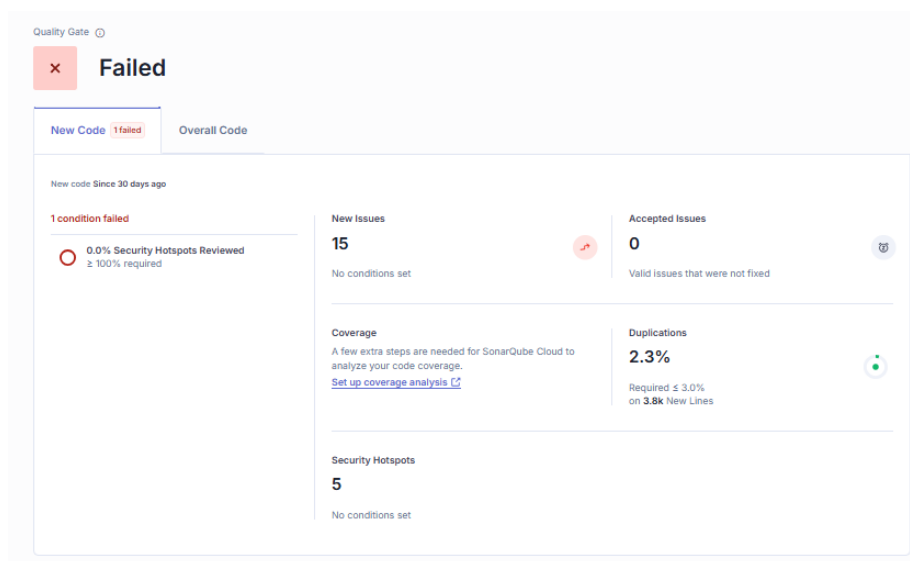 Quality Gate
Failed
New Code 1 failed
Overall Code
New code Since 30 days ago
1 condition failed
0.0% Security Hotspots Reviewed
≥ 100% required
New Issues
15
No conditions set
Accepted Issues
0
Valid issues that were not fixed
Coverage
A few extra steps are needed for SonarQube Cloud to
analyze your code coverage.
Set up coverage analysis
Duplications
2.3%
Required ≤ 3.0%
on 3.8k New Lines
Security Hotspots
5
No conditions set